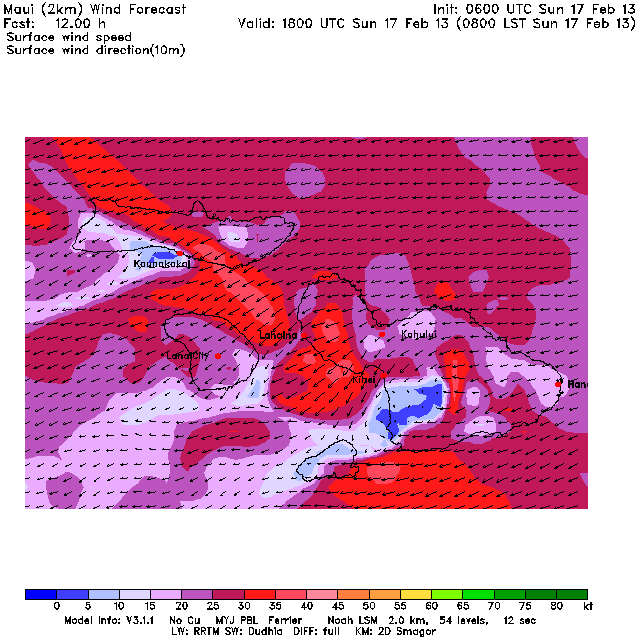 Maui (2km) Wind Forecast Init: 0600 UTC Sun 17 Feb 13
Fcst: 12.00 h Valid: 1800 UTC Sun 17 Feb 13 (0800 LST Sun 17 Feb 13)
Surface wind speed
Surface wind direction(10m)
Kaunakakai
Lahaina
Kahului
LanaiCity
Kihei
Hana
0 5 10 15 20 25 30 35 40 45 50 55 60 65 70 75 80 kt
Model Info: V3.1.1 No Cu MYJ PBL Ferrier Noah LSM 2.0 km, 54 levels, 12 sec
LW: RRTM SW: Dudhia DIFF: full KM: 2D Smagor